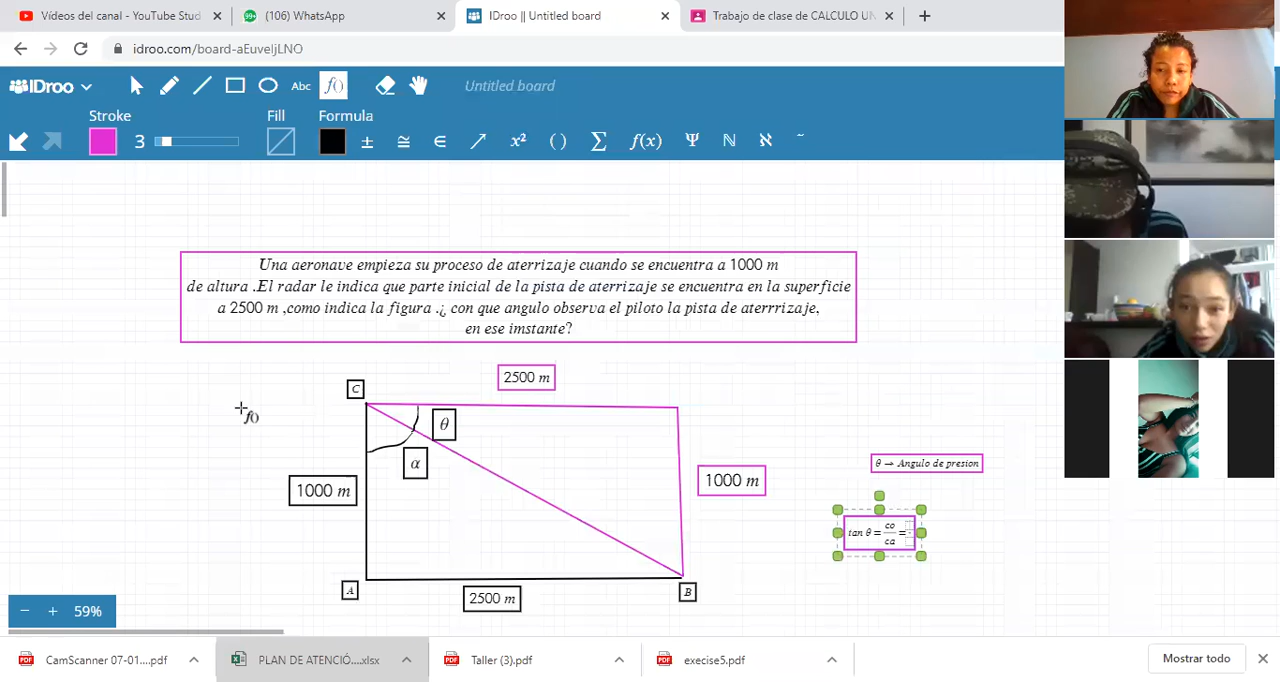 Vídeos del canal - YouTube Stud
(106) WhatsApp
IDroo || Untitled board
Trabajo de clase de CALCULO UN
idroo.com/board-aEuveljLNO
IDroo
Abc
f()
Untitled board
Stroke
Fill
Formula
3
± ≅ ∈ ↗ x² ( ) ∑ f(x) Ψ ℕ ℵ ~
Una aeronave empieza su proceso de aterrizaje cuando se encuentra a 1000 m
de altura .El radar le indica que parte inicial de la pista de aterrizaje se encuentra en la superficie
a 2500 m ,como indica la figura .¿ con que angulo observa el piloto la pista de aterrrizaje,
en ese imstante?
2500 m
C
θ
f()
α
θ → Angulo de presion
1000 m
1000 m
tan θ = co/ca =
A
2500 m
B
59%
CamScanner 07-01....pdf
PLAN DE ATENCIÓ....xlsx
Taller (3).pdf
execise5.pdf
Mostrar todo